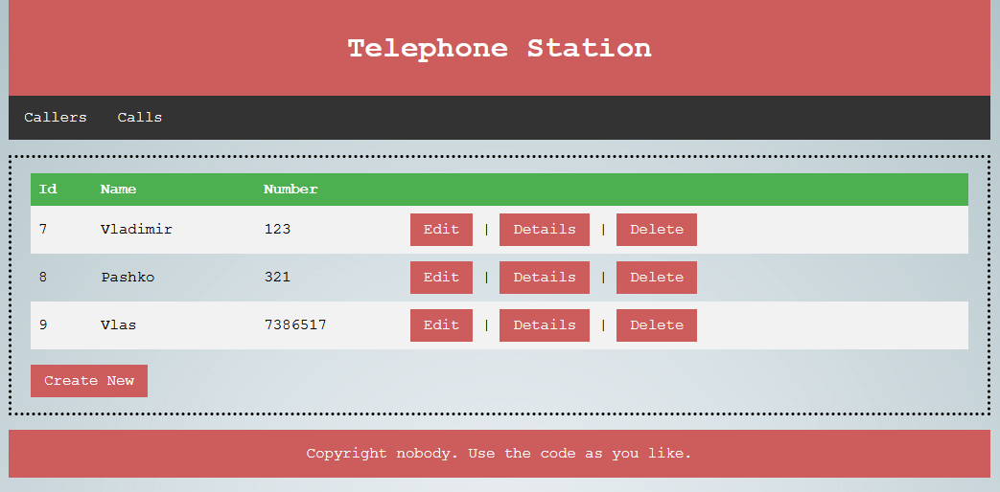 Telephone Station
Callers Calls
Id Name Number
7 Vladimir 123 Edit | Details | Delete
8 Pashko 321 Edit | Details | Delete
9 Vlas 7386517 Edit | Details | Delete
Create New
Copyright nobody. Use the code as you like.